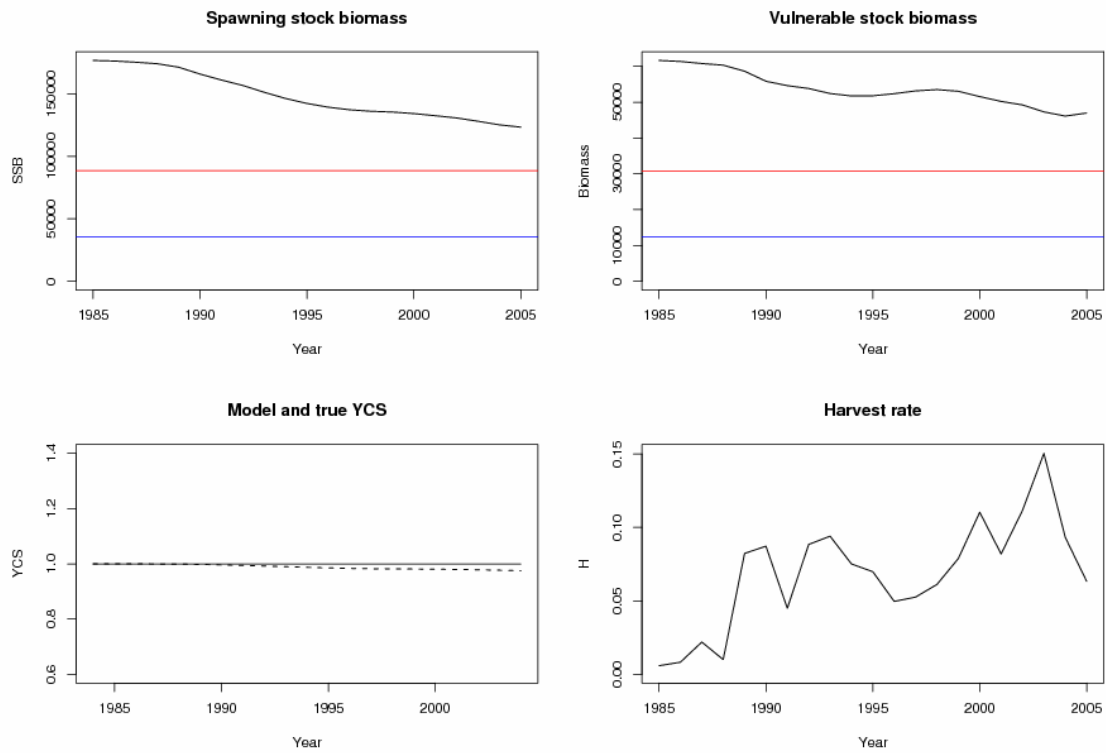 Spawning stock biomass
SSB
150000
100000
50000
0
1985 1990 1995 2000 2005
Year
Vulnerable stock biomass
Biomass
50000
30000
10000
0
1985 1990 1995 2000 2005
Year
Model and true YCS
YCS
1.4
1.2
1.0
0.8
0.6
1985 1990 1995 2000
Year
Harvest rate
H
0.15
0.10
0.05
0.00
1985 1990 1995 2000 2005
Year